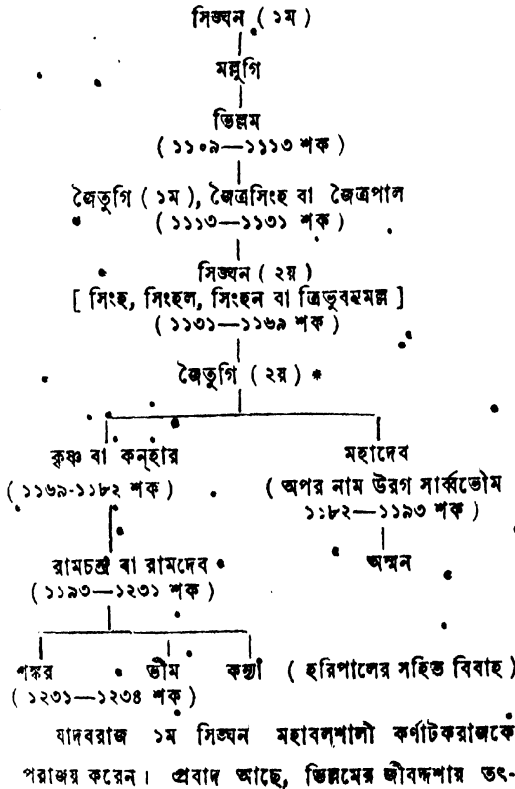 সিঙ্ঘন ( ১ম )
মল্লুগি
ভিল্লম
( ১১০৯—১১১৩ শক )
জৈতুগি ( ১ম ), জৈত্রসিংহ বা জৈত্রপাল
( ১১১৩—১১৩১ শক )
সিঙ্ঘন ( ২য় )
[ সিংহ, সিংহল, সিংহন বা ত্রিভুবনমল্ল ]
( ১১৩১—১১৬৯ শক )
জৈতুগি ( ২য় )
কৃষ্ণ বা কন্‌হার মহাদেব
( ১১৬৯-১১৮২ শক ) ( অপর নাম উরগ সার্ব্বভৌম
১১৮২—১১৯৩ শক )
রামচন্দ্র বা রামদেব অম্মন
( ১১৯৩—১২৩১ শক )
শঙ্কর ভীম কন্যা ( হরিপালের সহিত বিবাহ )
( ১২৩১—১২৩৪ শক )
যাদবরাজ ১ম সিঙ্ঘন মহাবলশালী কর্ণাটকরাজকে
পরাজয় করেন। প্রবাদ আছে, ভিল্লমের জীবদ্দশায় তৎ-